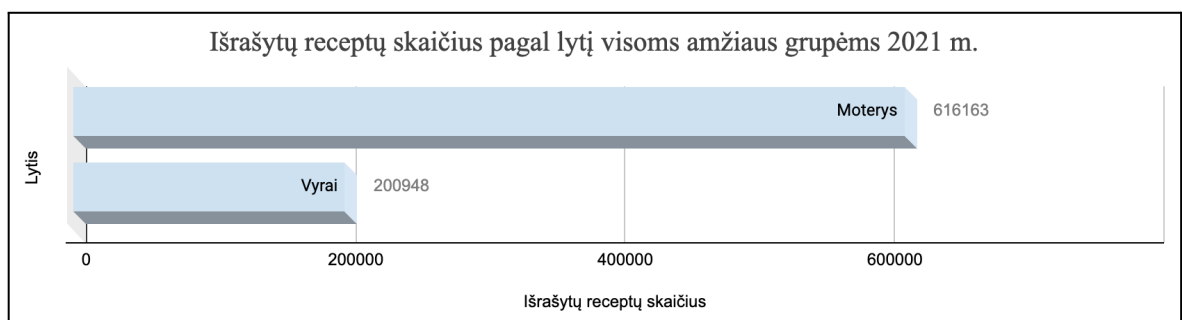 Išrašytų receptų skaičius pagal lytį visoms amžiaus grupėms 2021 m.
Lytis
Moterys 616163
Vyrai 200948
0 200000 400000 600000
Išrašytų receptų skaičius